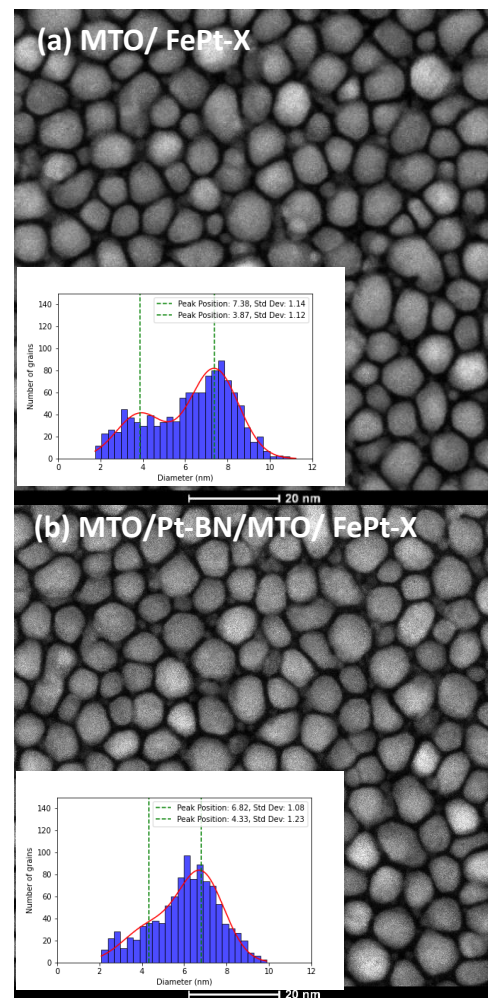 (a) MTO/ FePt-X
Peak Position: 7.38, Std Dev: 1.14
Peak Position: 3.87, Std Dev: 1.12
Number of grains
140
120
100
80
60
40
20
0
0 2 4 6 8 10 12
Diameter (nm)
20 nm
(b) MTO/Pt-BN/MTO/ FePt-X
Peak Position: 6.82, Std Dev: 1.08
Peak Position: 4.33, Std Dev: 1.23
Number of grains
140
120
100
80
60
40
20
0
0 2 4 6 8 10 12
Diameter (nm)
20 nm